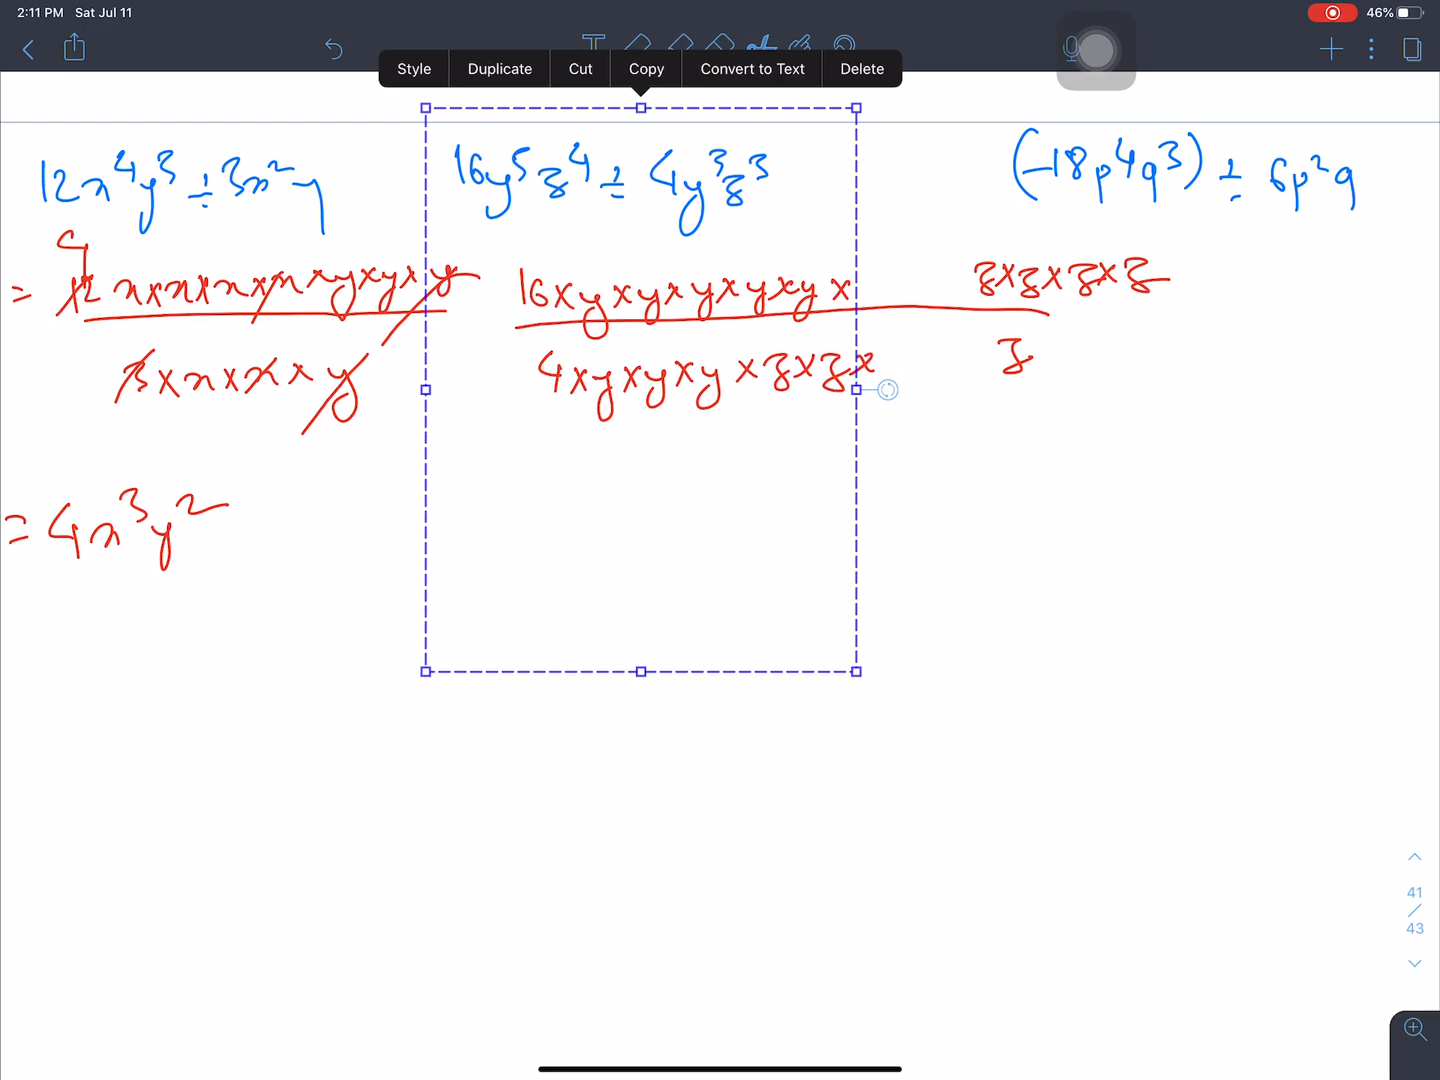 2:11 PM Sat Jul 11 46%
Style Duplicate Cut Copy Convert to Text Delete
12x⁴y³ ÷ 3x²y 16y⁵z⁴ ÷ 4y³z³ (-18p⁴q³) ÷ 6p²q
4
= 12 x×x×x×x×y×y×y 16×y×y×y×y×y× z×z×z×z
3×x×x×y 4×y×y×y×z×z× z
= 4x³y²
41
/
43